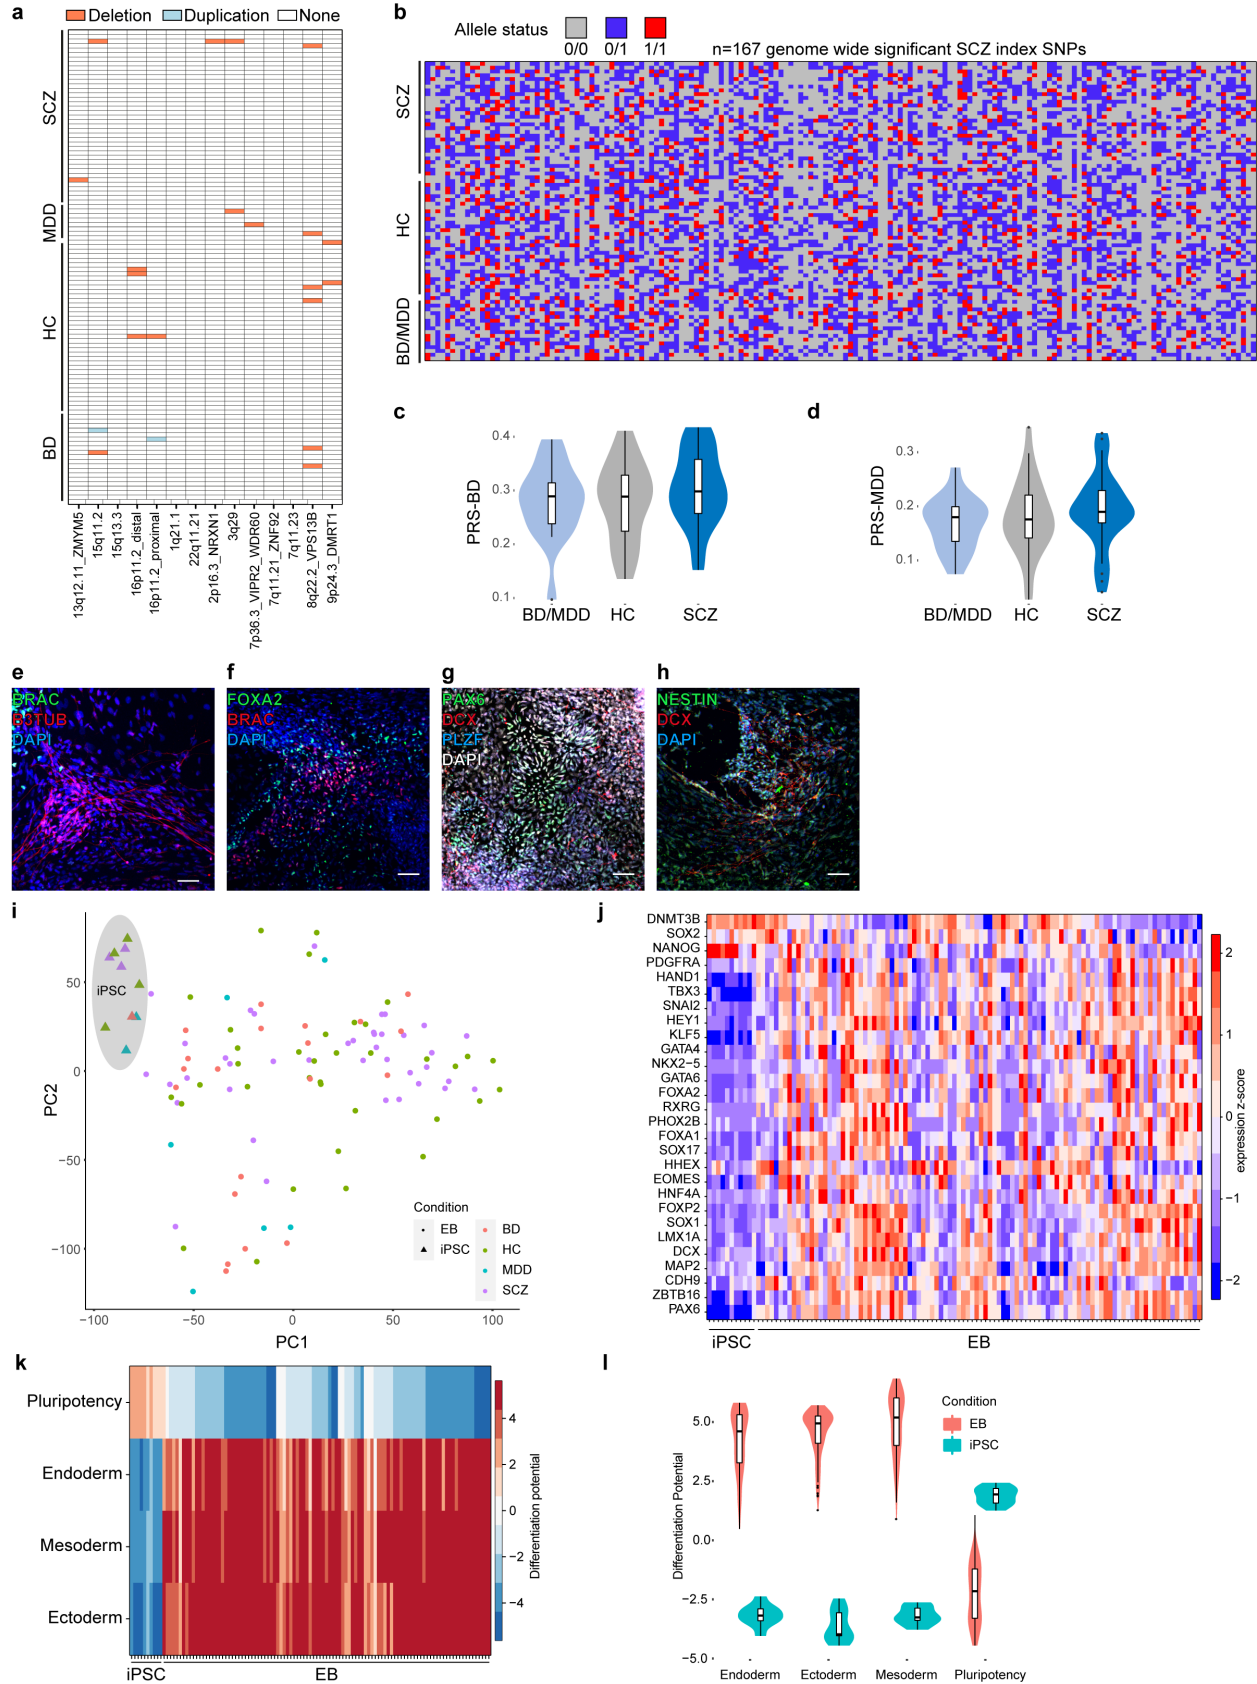 a
Deletion Duplication None
SCZ
MDD
HC
BD
13q12.11_ZMYM5
15q11.2
15q13.3
16p11.2_distal
16p11.2_proximal
1q21.1
22q11.21
2p16.3_NRXN1
3q29
7p36.3_VIPR2_WDR60
7q11.21_ZNF92
7q11.23
8q22.2_VPS13B
9p24.3_DMRT1
b
Allele status
0/0 0/1 1/1
n=167 genome wide significant SCZ index SNPs
SCZ
HC
BD/MDD
c
PRS-BD
0.4
0.3
0.2
0.1
BD/MDD HC SCZ
d
PRS-MDD
0.3
0.2
0.1
BD/MDD HC SCZ
e
BRAC
B3TUB
DAPI
f
FOXA2
BRAC
DAPI
g
PAX6
DCX
PLZF
DAPI
h
NESTIN
DCX
DAPI
i
iPSC
PC2
50
0
−50
−100
−100 −50 0 50 100
PC1
Condition
EB
iPSC
BD
HC
MDD
SCZ
j
DNMT3B
SOX2
NANOG
PDGFRA
HAND1
TBX3
SNAI2
HEY1
KLF5
GATA4
NKX2−5
GATA6
FOXA2
RXRG
PHOX2B
FOXA1
SOX17
HHEX
EOMES
HNF4A
FOXP2
SOX1
LMX1A
DCX
MAP2
CDH9
ZBTB16
PAX6
iPSC EB
2
1
0
−1
−2
expression z−score
k
Pluripotency
Endoderm
Mesoderm
Ectoderm
iPSC EB
4
2
0
−2
−4
Differentiation potential
l
Differentiation Potential
5.0
2.5
0.0
−2.5
−5.0
Endoderm Ectoderm Mesoderm Pluripotency
Condition
EB
iPSC